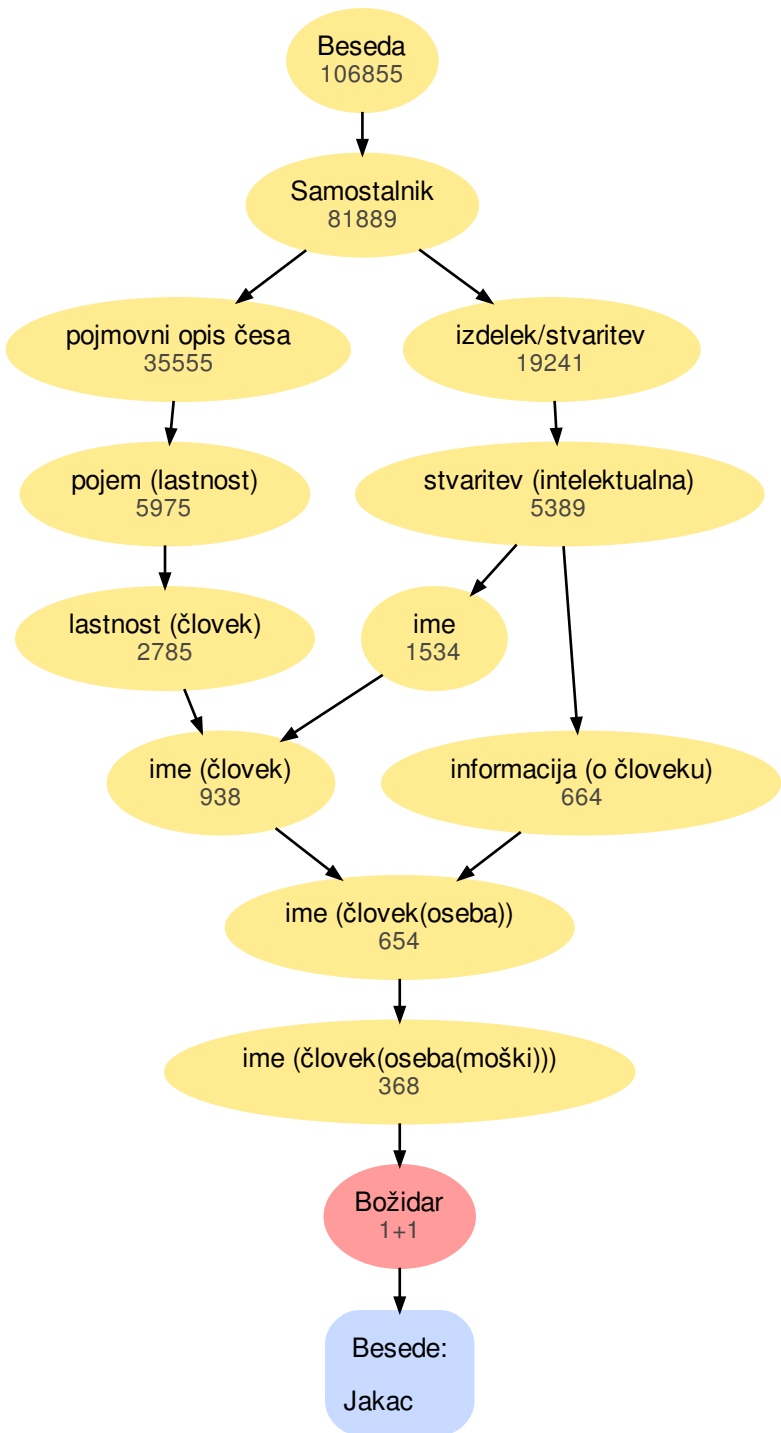 Beseda
106855
Samostalnik
81889
pojmovni opis česa
35555
izdelek/stvaritev
19241
pojem (lastnost)
5975
stvaritev (intelektualna)
5389
lastnost (človek)
2785
ime
1534
ime (človek)
938
informacija (o človeku)
664
ime (človek(oseba))
654
ime (človek(oseba(moški)))
368
Božidar
1+1
Besede:
Jakac